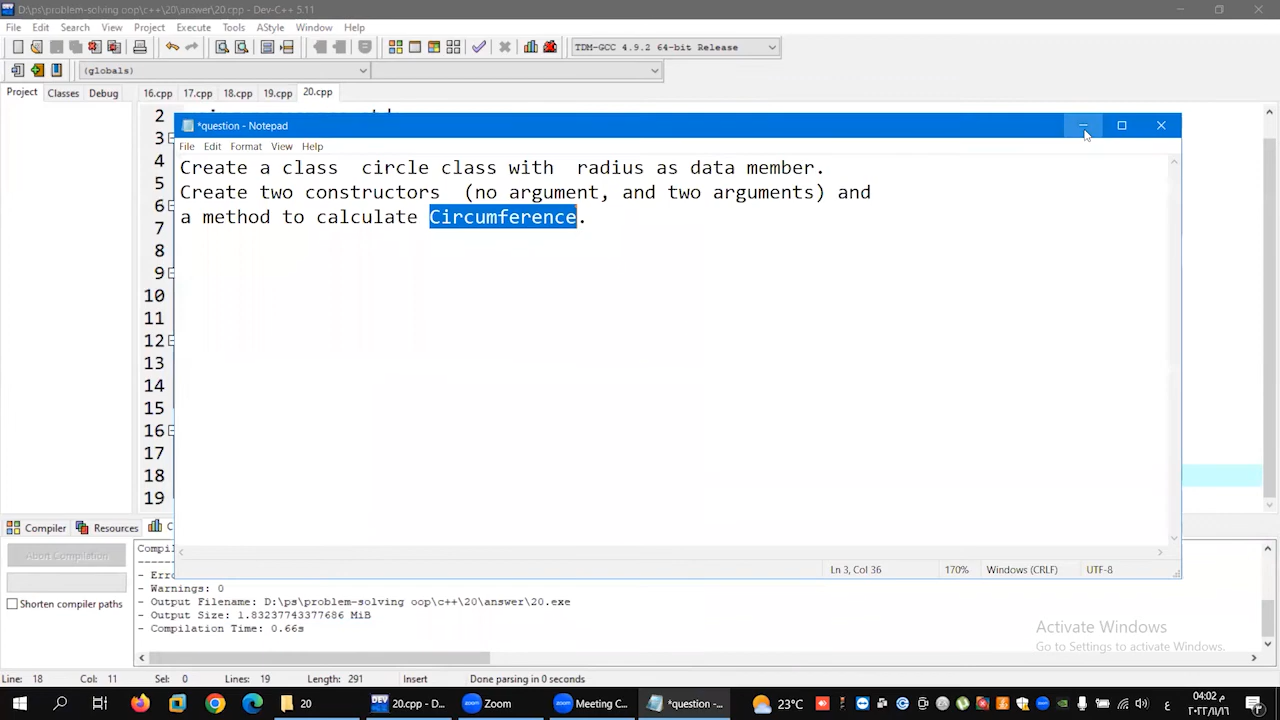 D:\ps\problem-solving oop\c++\20\answer\20.cpp - Dev-C++ 5.11
File Edit Search View Project Execute Tools AStyle Window Help
TDM-GCC 4.9.2 64-bit Release
(globals)
Project Classes Debug 16.cpp 17.cpp 18.cpp 19.cpp 20.cpp
*question - Notepad
File Edit Format View Help
Create a class circle class with radius as data member.
Create two constructors (no argument, and two arguments) and
a method to calculate Circumference.
2
3
4
5
6
7
8
9
10
11
12
13
14
15
16
17
18
19
Ln 3, Col 36 170% Windows (CRLF) UTF-8
Compiler Resources C
Abort Compilation
Shorten compiler paths
Compi
- Erro
- Warnings: 0
- Output Filename: D:\ps\problem-solving oop\c++\20\answer\20.exe
- Output Size: 1.83237743377686 MiB
- Compilation Time: 0.66s
Activate Windows
Go to Settings to activate Windows.
Line: 18 Col: 11 Sel: 0 Lines: 19 Length: 291 Insert Done parsing in 0 seconds
20 20.cpp - D... Zoom Meeting C... *question -... 23°C ع 04:02 م
٢٠٢٣/١٢/١٦